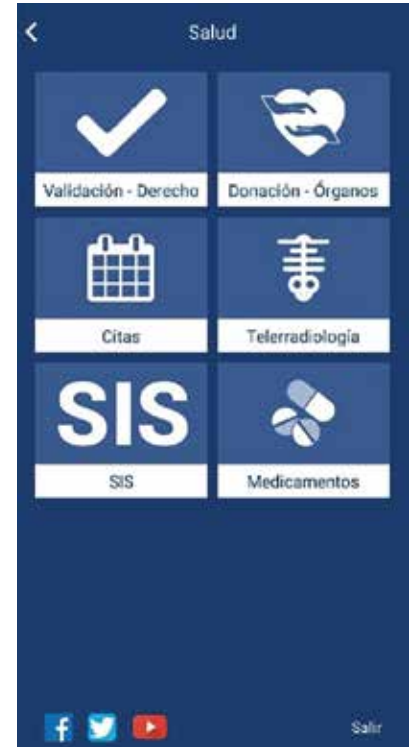 Salud
Validación - Derecho
Donación - Órganos
Citas
Telerradiología
SIS
SIS
Medicamentos
Salir